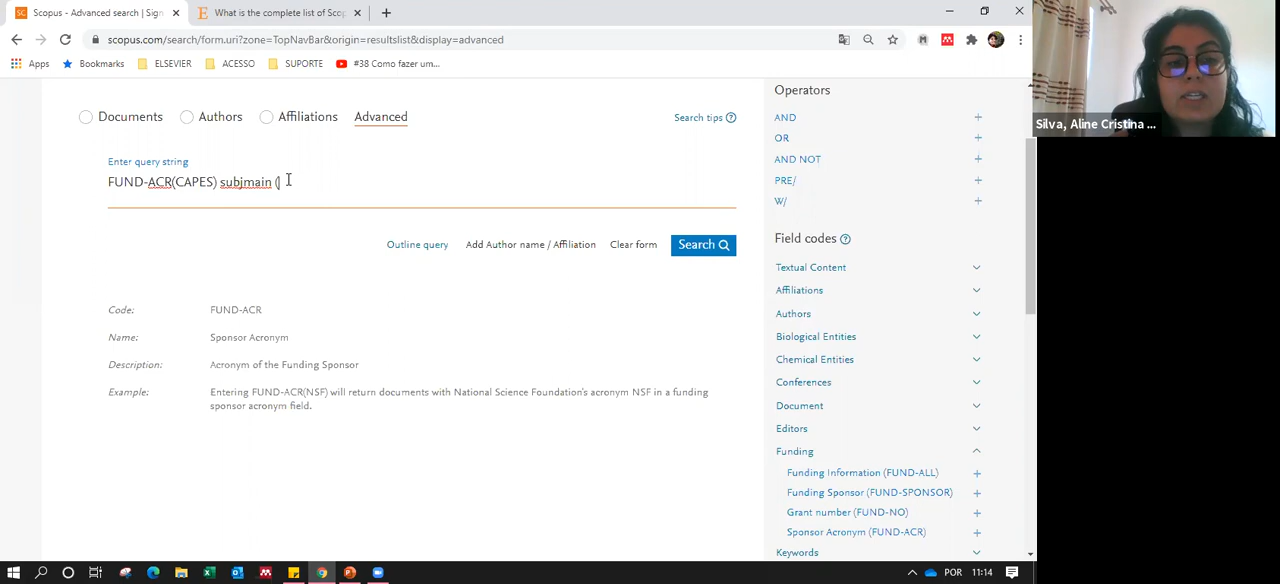 Scopus - Advanced search | Sign
What is the complete list of Scop
scopus.com/search/form.uri?zone=TopNavBar&origin=resultslist&display=advanced
Apps
Bookmarks
ELSEVIER
ACESSO
SUPORTE
#38 Como fazer um...
Silva, Aline Cristina ...
Documents
Authors
Affiliations
Advanced
Search tips
Enter query string
FUND-ACR(CAPES) subjmain (
Outline query
Add Author name / Affiliation
Clear form
Search
Code:
FUND-ACR
Name:
Sponsor Acronym
Description:
Acronym of the Funding Sponsor
Example:
Entering FUND-ACR(NSF) will return documents with National Science Foundation's acronym NSF in a funding
sponsor acronym field.
Operators
AND
OR
AND NOT
PRE/
W/
Field codes
Textual Content
Affiliations
Authors
Biological Entities
Chemical Entities
Conferences
Document
Editors
Funding
Funding Information (FUND-ALL)
Funding Sponsor (FUND-SPONSOR)
Grant number (FUND-NO)
Sponsor Acronym (FUND-ACR)
Keywords
POR
11:14